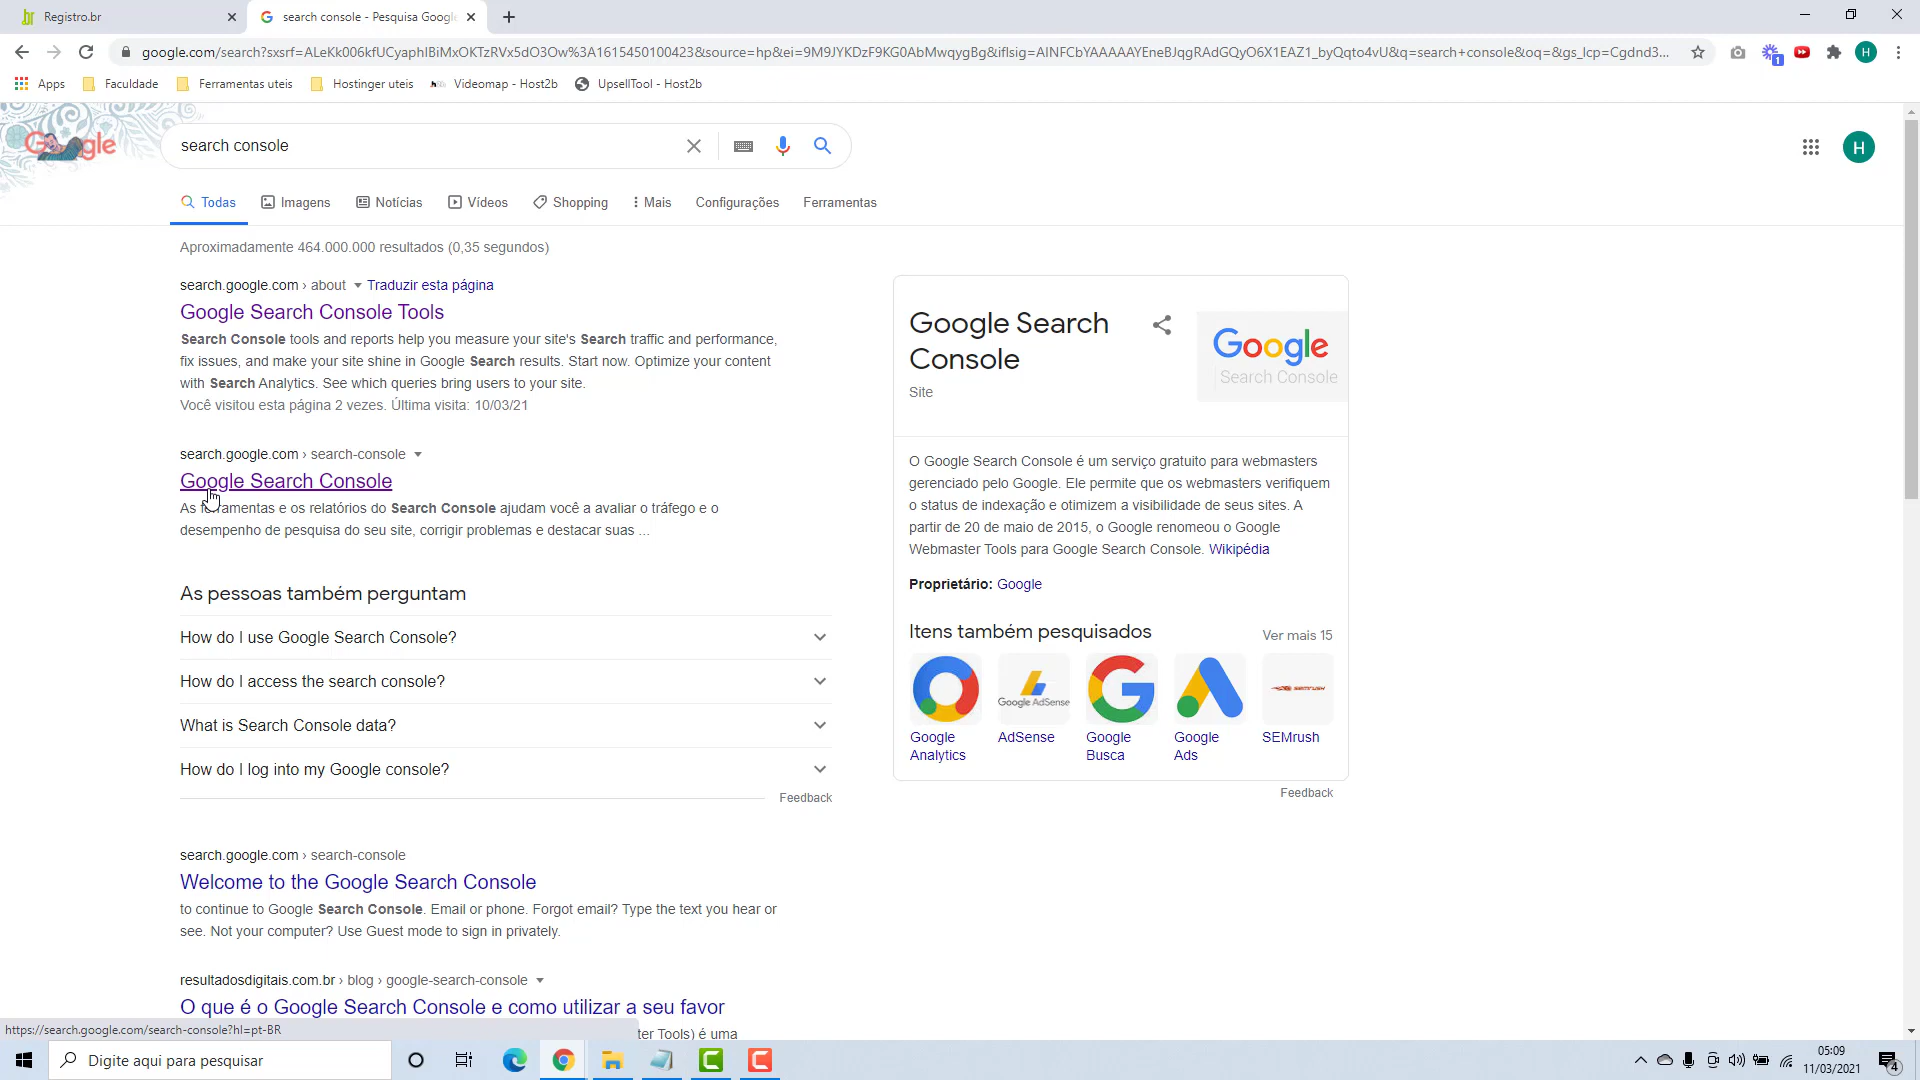 Registro.br
search console - Pesquisa Google
google.com/search?sxsrf=ALeKk006kfUCyaphIBiMxOKTzRVx5dO3Ow%3A1615450100423&source=hp&ei=9M9JYKDzF9KG0AbMwqygBg&iflsig=AINFCbYAAAAAYEneBJqgRAdGQyO6X1EAZ1_byQqto4vU&q=search+console&oq=&gs_lcp=Cgdnd3...
1
H
Apps
Faculdade
Ferramentas uteis
Hostinger uteis
Videomap - Host2b
UpsellTool - Host2b
Google
search console
H
Todas
Imagens
Notícias
Vídeos
Shopping
Mais
Configurações
Ferramentas
Aproximadamente 464.000.000 resultados (0,35 segundos)
search.google.com › about
Traduzir esta página
Google Search Console Tools
Search Console tools and reports help you measure your site's Search traffic and performance,
fix issues, and make your site shine in Google Search results. Start now. Optimize your content
with Search Analytics. See which queries bring users to your site.
Você visitou esta página 2 vezes. Última visita: 10/03/21
search.google.com › search-console
Google Search Console
As ferramentas e os relatórios do Search Console ajudam você a avaliar o tráfego e o
desempenho de pesquisa do seu site, corrigir problemas e destacar suas ...
As pessoas também perguntam
How do I use Google Search Console?
How do I access the search console?
What is Search Console data?
How do I log into my Google console?
Feedback
search.google.com › search-console
Welcome to the Google Search Console
to continue to Google Search Console. Email or phone. Forgot email? Type the text you hear or
see. Not your computer? Use Guest mode to sign in privately.
resultadosdigitais.com.br › blog › google-search-console
O que é o Google Search Console e como utilizar a seu favor
ter Tools) é uma
Google Search
Console
Site
Google
Search Console
O Google Search Console é um serviço gratuito para webmasters
gerenciado pelo Google. Ele permite que os webmasters verifiquem
o status de indexação e otimizem a visibilidade de seus sites. A
partir de 20 de maio de 2015, o Google renomeou o Google
Webmaster Tools para Google Search Console. Wikipédia
Proprietário: Google
Itens também pesquisados
Ver mais 15
Google AdSense
SEMRUSH
Google
Analytics
AdSense
Google
Busca
Google
Ads
SEMrush
Feedback
https://search.google.com/search-console?hl=pt-BR
Digite aqui para pesquisar
05:09
11/03/2021
4